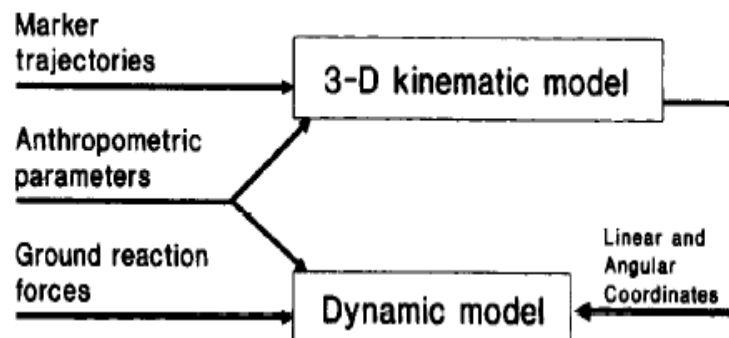 Marker
trajectories
3-D kinematic model
Anthropometric
parameters
Ground reaction
forces
Linear and
Angular
Coordinates
Dynamic model